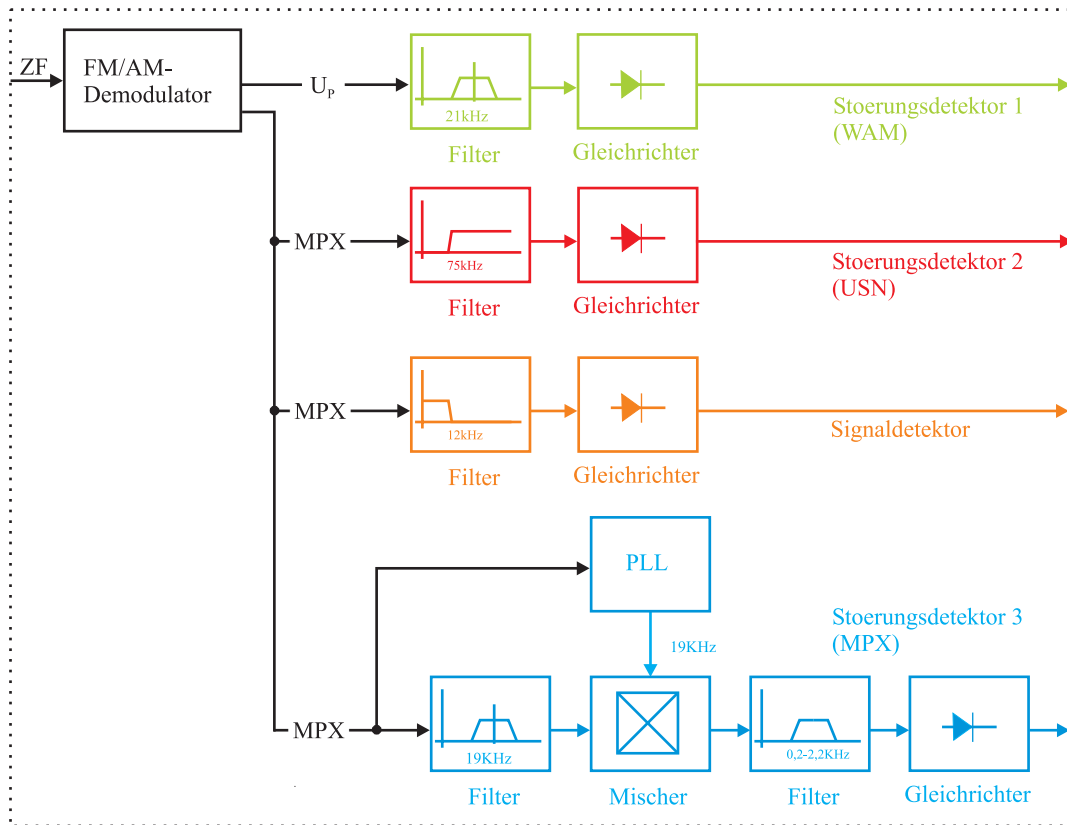 ZF
FM/AM-
Demodulator
U_P
21kHz
Filter
Gleichrichter
Stoerungsdetektor 1
(WAM)
MPX
75kHz
Filter
Gleichrichter
Stoerungsdetektor 2
(USN)
MPX
12kHz
Filter
Gleichrichter
Signaldetektor
PLL
19KHz
Stoerungsdetektor 3
(MPX)
MPX
19KHz
Filter
Mischer
0,2-2,2KHz
Filter
Gleichrichter